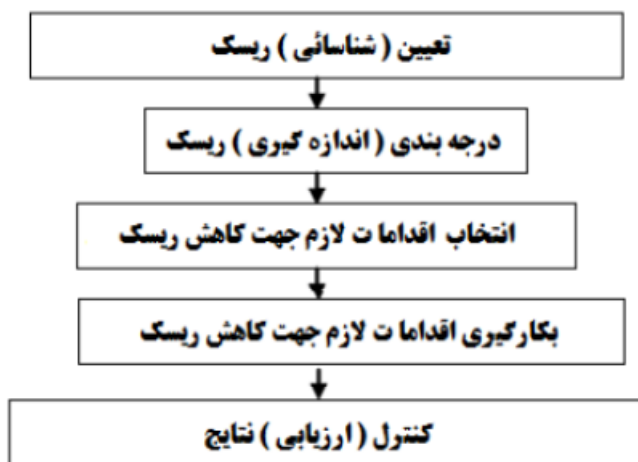 تعیین ( شناسائی ) ریسک
درجه بندی ( اندازه گیری ) ریسک
انتخاب اقداما ت لازم جهت کاهش ریسک
بکارگیری اقداما ت لازم جهت کاهش ریسک
کنترل ( ارزیابی ) نتایج